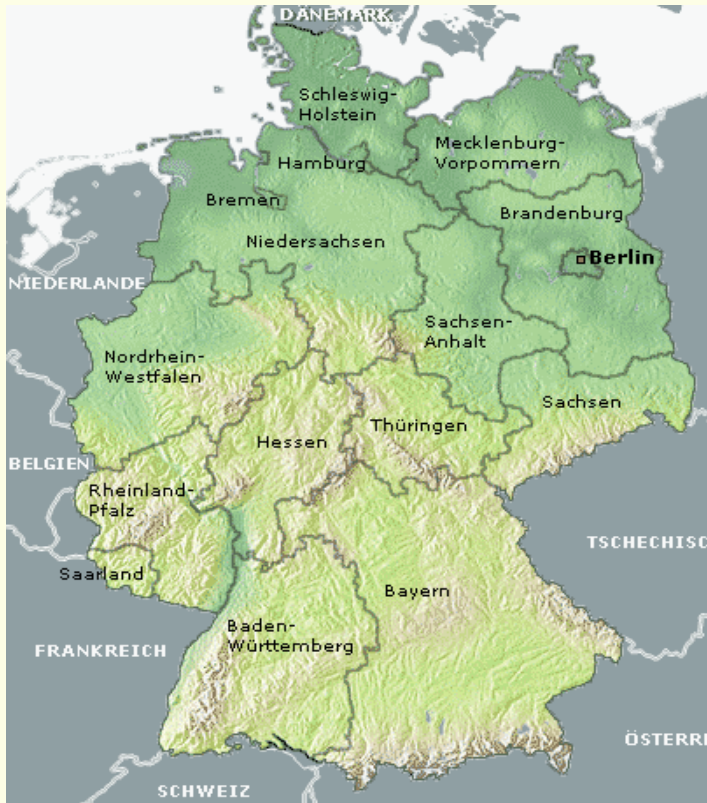 DÄNEMARK
Schleswig-
Holstein
Mecklenburg-
Vorpommern
Hamburg
Bremen
Brandenburg
Niedersachsen
Berlin
NIEDERLANDE
Sachsen-
Anhalt
Nordrhein-
Westfalen
Sachsen
Thüringen
Hessen
BELGIEN
Rheinland-
Pfalz
TSCHECHISC
Saarland
Bayern
Baden-
Württemberg
FRANKREICH
ÖSTERRE
SCHWEIZ